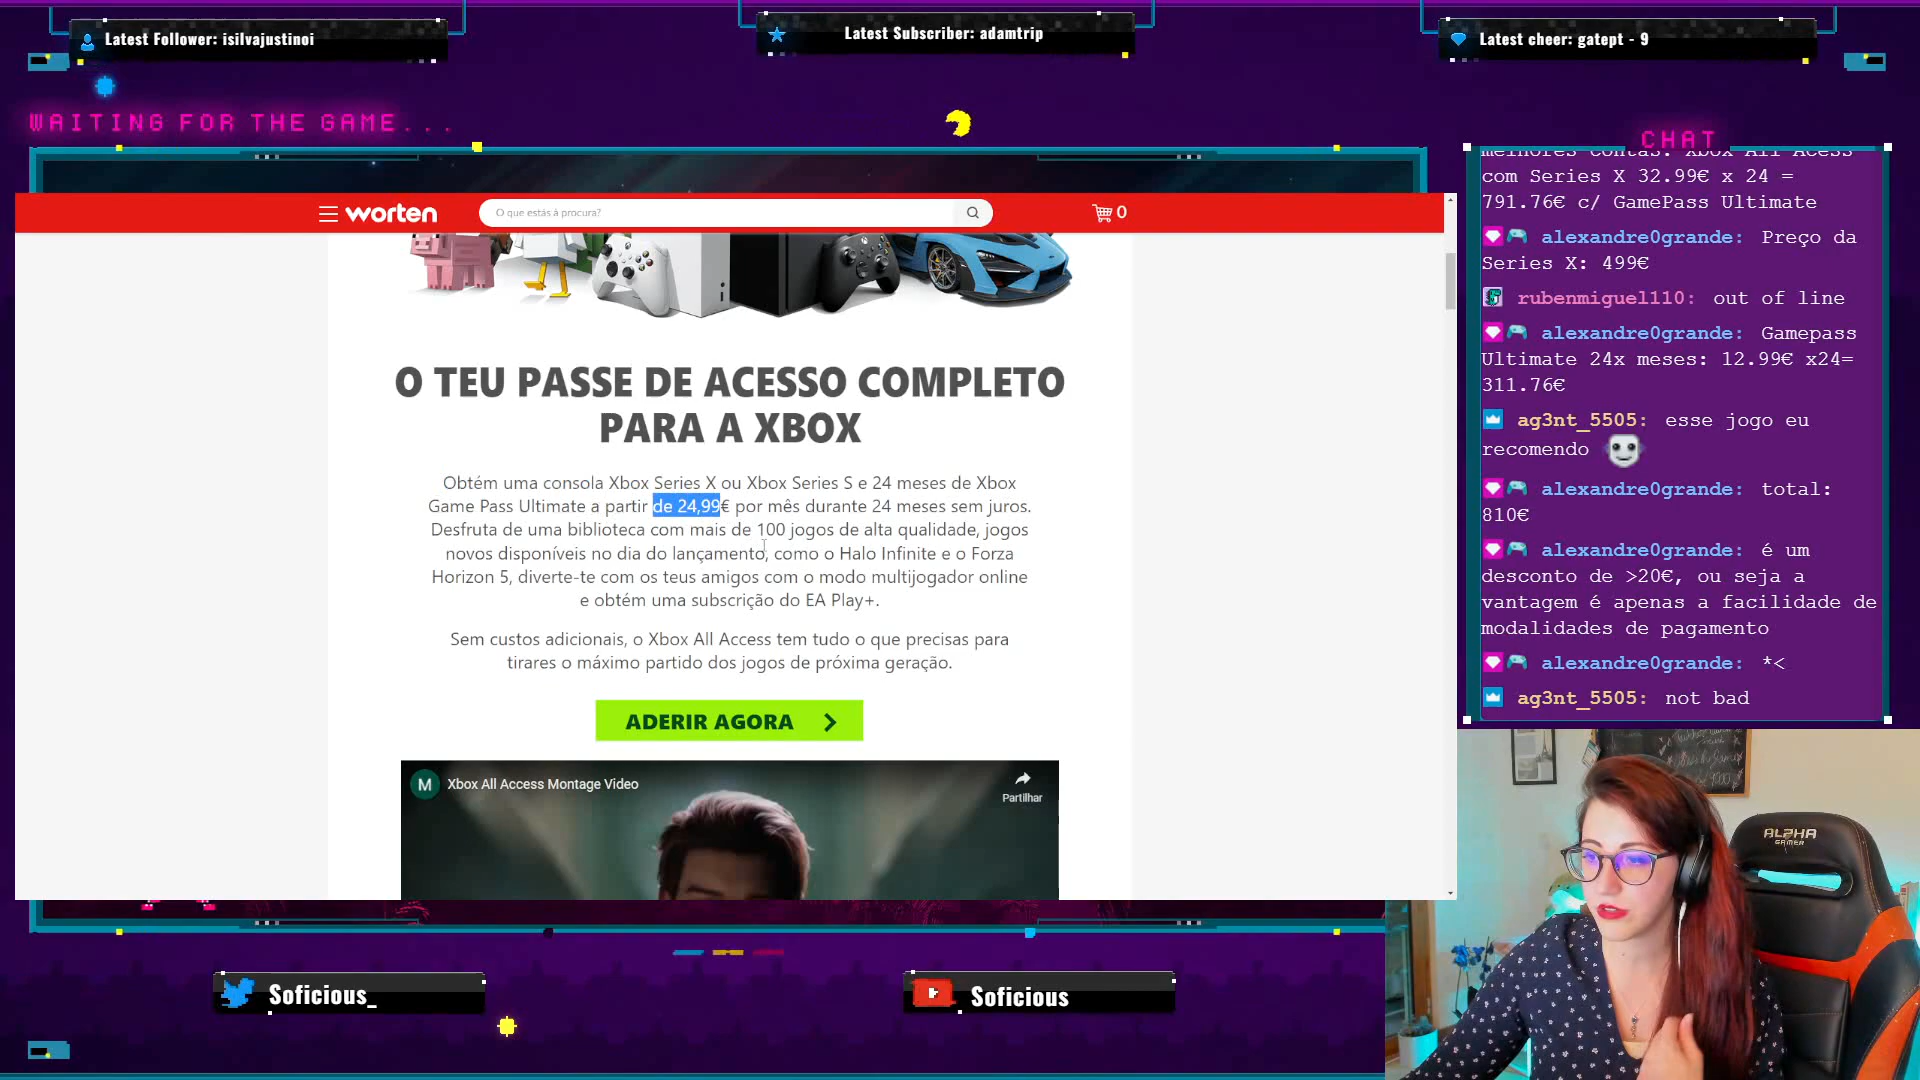 Latest Follower: isilvajustinoi
Latest Subscriber: adamtrip
Latest cheer: gatept - 9
WAITING FOR THE GAME...
worten
O que estás à procura?
0
O TEU PASSE DE ACESSO COMPLETO
PARA A XBOX
Obtém uma consola Xbox Series X ou Xbox Series S e 24 meses de Xbox
Game Pass Ultimate a partir de 24,99€ por mês durante 24 meses sem juros.
Desfruta de uma biblioteca com mais de 100 jogos de alta qualidade, jogos
novos disponíveis no dia do lançamento, como o Halo Infinite e o Forza
Horizon 5, diverte-te com os teus amigos com o modo multijogador online
e obtém uma subscrição do EA Play+.
Sem custos adicionais, o Xbox All Access tem tudo o que precisas para
tirares o máximo partido dos jogos de próxima geração.
ADERIR AGORA
M
Xbox All Access Montage Video
Partilhar
CHAT
melhores contas: Xbox All Acess
com Series X 32.99€ x 24 =
791.76€ c/ GamePass Ultimate
alexandre0grande: Preço da
Series X: 499€
rubenmiguel110: out of line
alexandre0grande: Gamepass
Ultimate 24x meses: 12.99€ x24=
311.76€
ag3nt_5505: esse jogo eu
recomendo
alexandre0grande: total:
810€
alexandre0grande: é um
desconto de >20€, ou seja a
vantagem é apenas a facilidade de
modalidades de pagamento
alexandre0grande: *<
ag3nt_5505: not bad
ALPHA
GAMER
Soficious_
Soficious